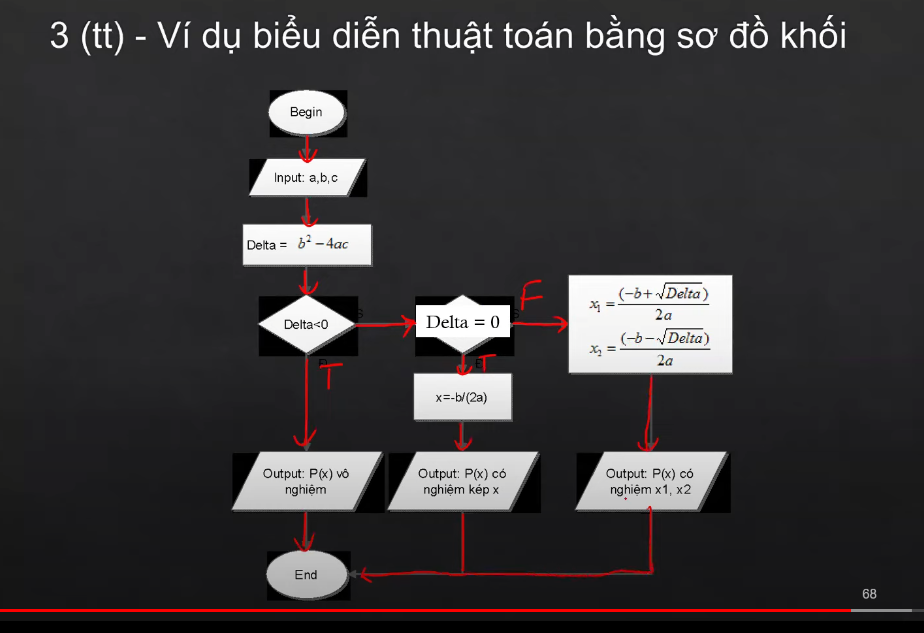 3 (tt) - Ví dụ biểu diễn thuật toán bằng sơ đồ khối
Begin
Input: a,b,c
Delta = b² – 4ac
Delta<0
S
Đ
T
Delta = 0
S
F
Đ
T
x=-b/(2a)
x₁ = (–b + √Delta) / 2a
x₂ = (–b – √Delta) / 2a
Output: P(x) vô
nghiệm
Output: P(x) có
nghiệm kép x
Output: P(x) có
nghiệm x1, x2
End
68